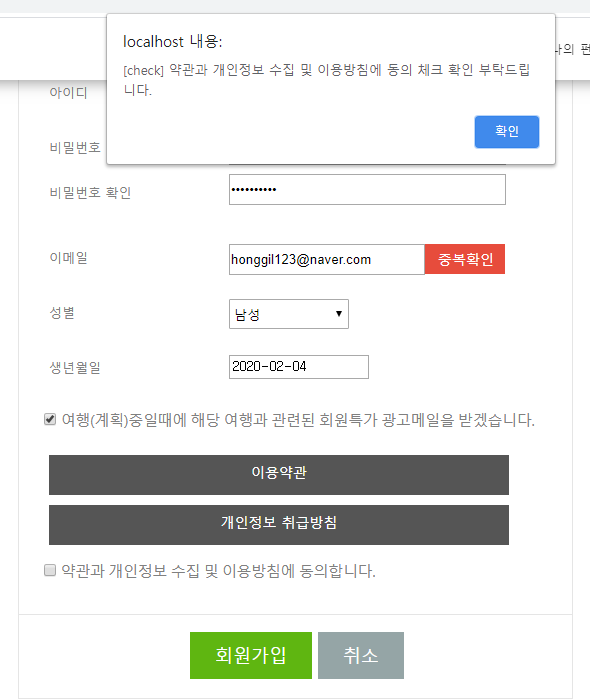 localhost 내용:
[check] 약관과 개인정보 수집 및 이용방침에 동의 체크 확인 부탁드립
니다.
확인
나의 펀
아이디
비밀번호
비밀번호 확인 ••••••••••
이메일 honggil123@naver.com 중복확인
성별 남성
생년월일 2020-02-04
여행(계획)중일때에 해당 여행과 관련된 회원특가 광고메일을 받겠습니다.
이용약관
개인정보 취급방침
약관과 개인정보 수집 및 이용방침에 동의합니다.
회원가입 취소